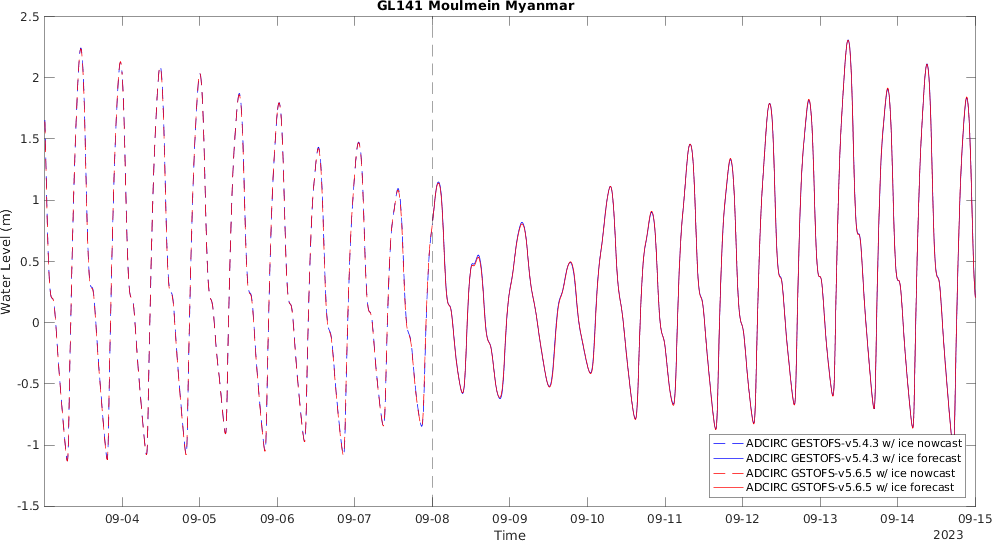 GL141 Moulmein Myanmar
2.5
2
1.5
1
0.5
0
-0.5
-1
-1.5
Water Level (m)
ADCIRC GESTOFS-v5.4.3 w/ ice nowcast
ADCIRC GESTOFS-v5.4.3 w/ ice forecast
ADCIRC GSTOFS-v5.6.5 w/ ice nowcast
ADCIRC GSTOFS-v5.6.5 w/ ice forecast
09-04 09-05 09-06 09-07 09-08 09-09 09-10 09-11 09-12 09-13 09-14 09-15
Time
2023